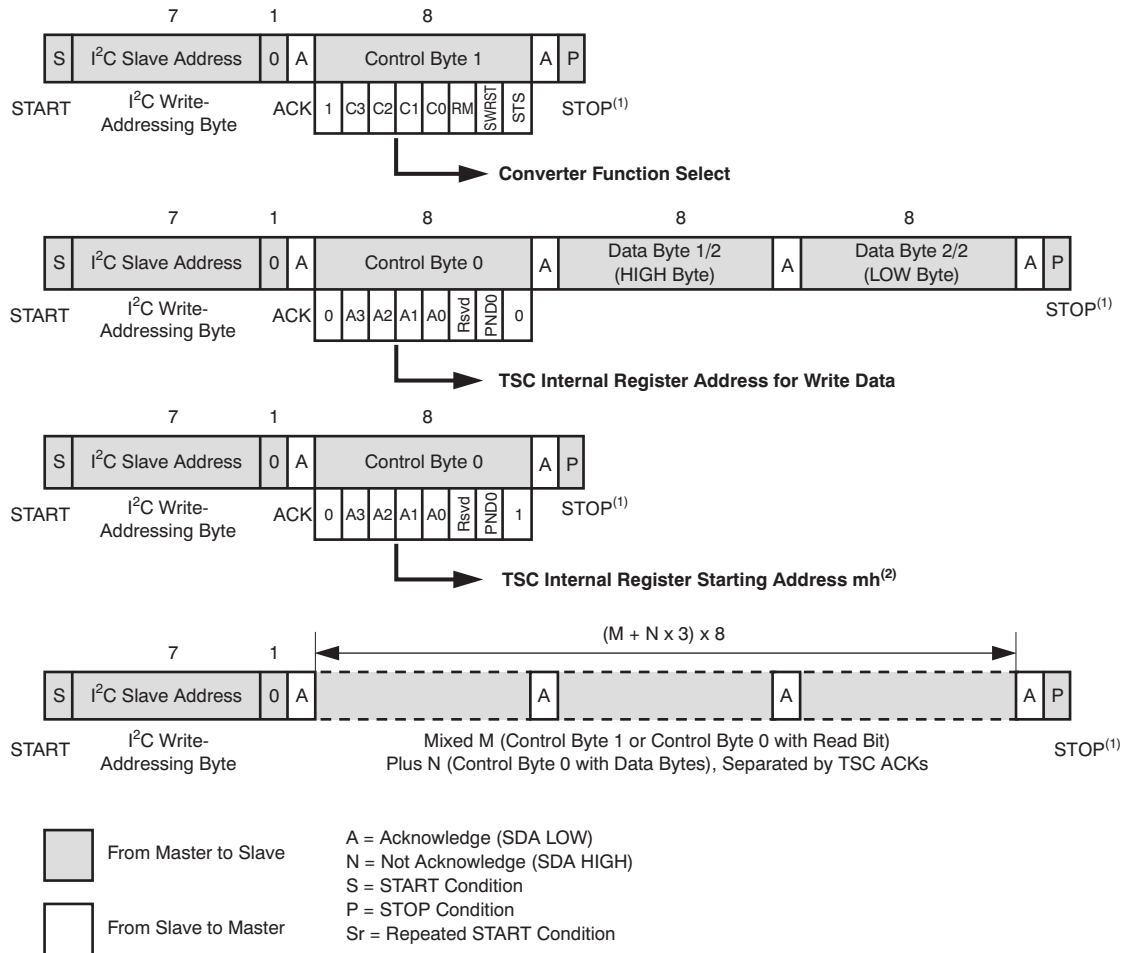 7 1 8
S I²C Slave Address 0 A Control Byte 1 A P
START I²C Write-Addressing Byte ACK 1 C3 C2 C1 C0 RM SWRST STS STOP(1)
Converter Function Select
7 1 8 8 8
S I²C Slave Address 0 A Control Byte 0 A Data Byte 1/2 (HIGH Byte) A Data Byte 2/2 (LOW Byte) A P
START I²C Write-Addressing Byte ACK 0 A3 A2 A1 A0 Rsvd PND0 0 STOP(1)
TSC Internal Register Address for Write Data
7 1 8
S I²C Slave Address 0 A Control Byte 0 A P
START I²C Write-Addressing Byte ACK 0 A3 A2 A1 A0 Rsvd PND0 1 STOP(1)
TSC Internal Register Starting Address mh(2)
(M + N x 3) x 8
7 1
S I²C Slave Address 0 A A A A P
START I²C Write-Addressing Byte STOP(1)
Mixed M (Control Byte 1 or Control Byte 0 with Read Bit)
Plus N (Control Byte 0 with Data Bytes), Separated by TSC ACKs
From Master to Slave
From Slave to Master
A = Acknowledge (SDA LOW)
N = Not Acknowledge (SDA HIGH)
S = START Condition
P = STOP Condition
Sr = Repeated START Condition